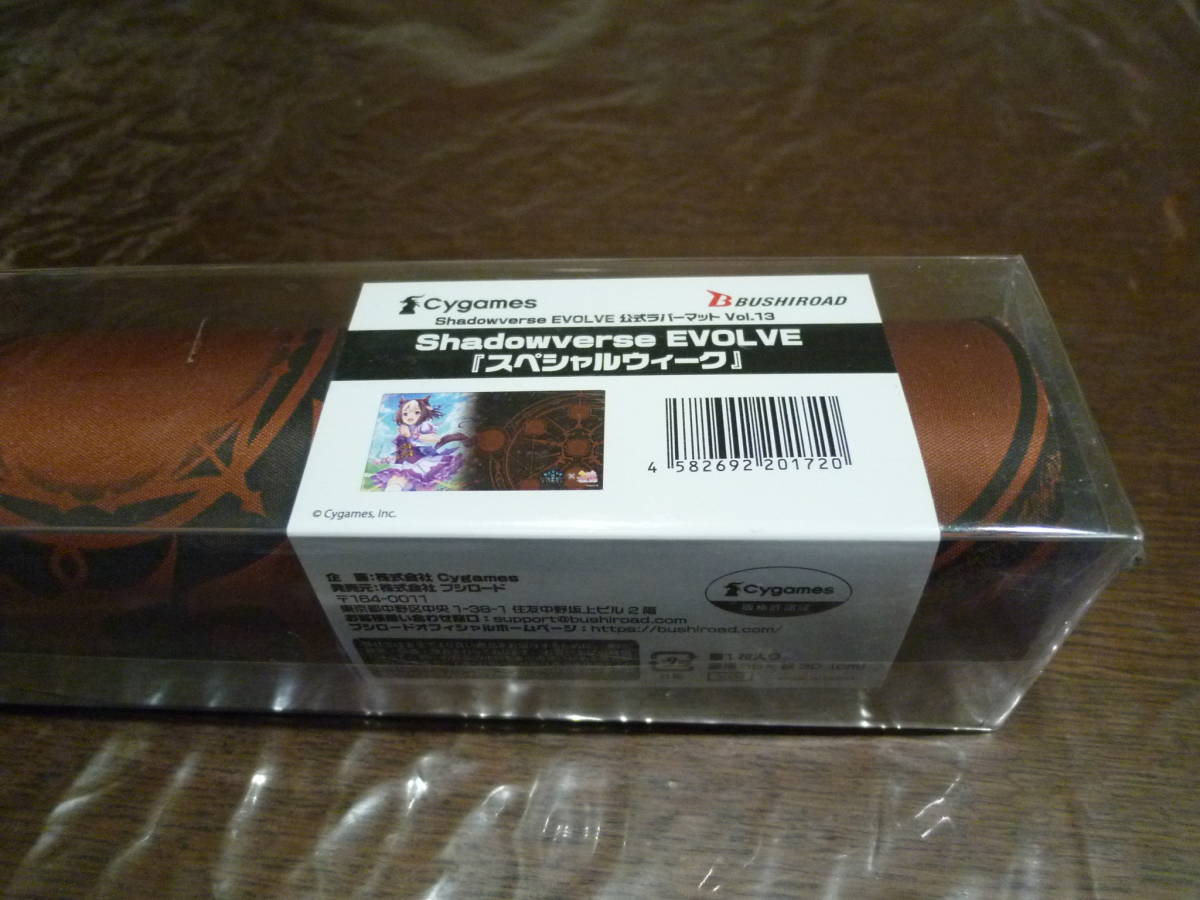 Cygames
BUSHIROAD
Shadowverse EVOLVE 公式ラバーマット Vol.13
Shadowverse EVOLVE
『スペシャルウィーク』
4 582692 201720
© Cygames, Inc.
企 画:株式会社 Cygames
発売元:株式会社 ブシロード
〒164-0011
東京都中野区中央 1-38-1 住友中野坂上ビル 2 階
お客様問い合わせ窓口:support@bushiroad.com
ブシロードオフィシャルホームページ:https://bushiroad.com/
Cygames